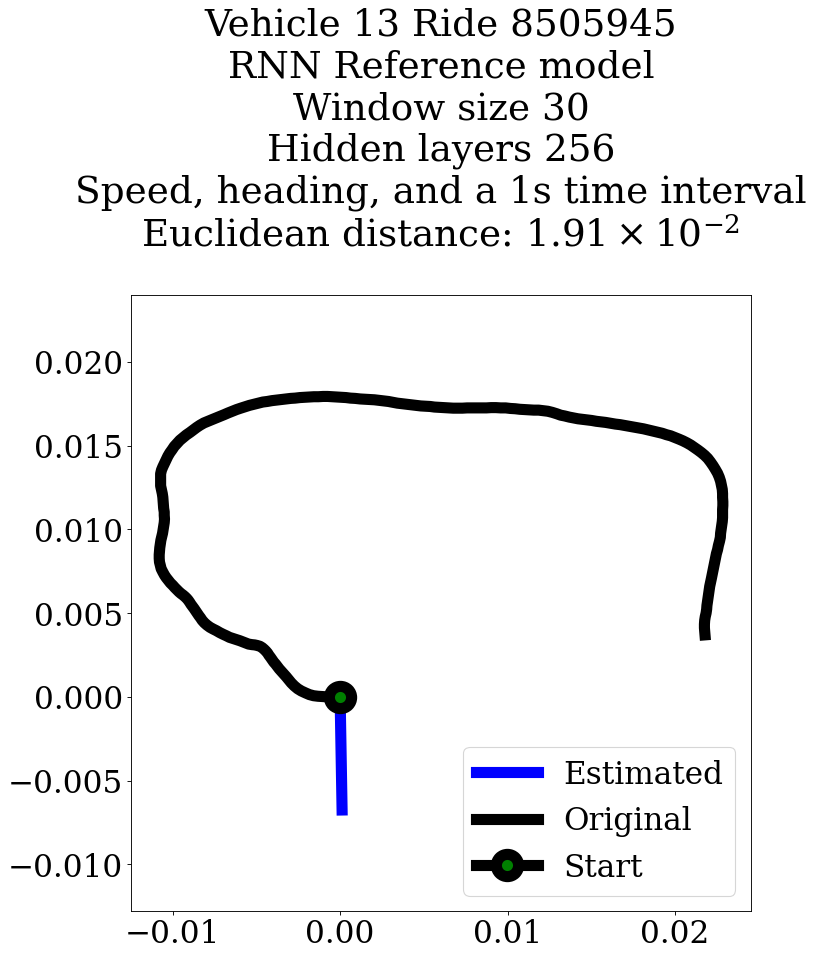 Vehicle 13 Ride 8505945
RNN Reference model
Window size 30
Hidden layers 256
Speed, heading, and a 1s time interval
Euclidean distance: 1.91 × 10⁻²
0.020
0.015
0.010
0.005
0.000
−0.005
−0.010
−0.01 0.00 0.01 0.02
Estimated
Original
Start